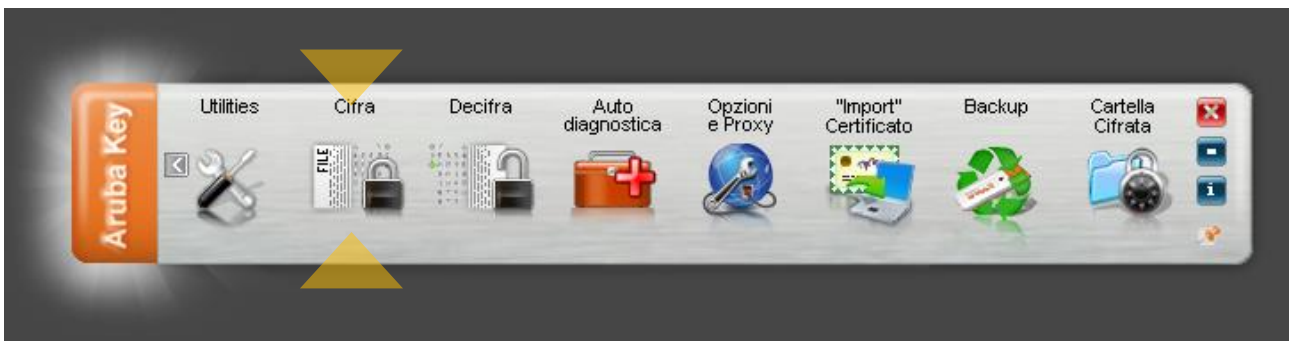 Aruba Key
Utilities
Cifra
Decifra
Auto
diagnostica
Opzioni
e Proxy
"Import"
Certificato
Backup
Cartella
Cifrata
FILE
i